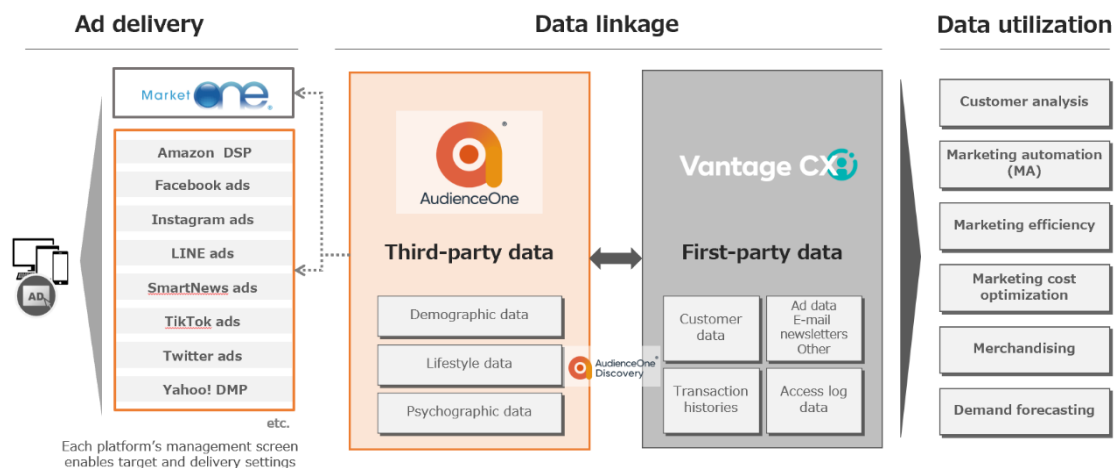 Ad delivery
Data linkage
Data utilization
Market one
Amazon DSP
Facebook ads
Instagram ads
LINE ads
SmartNews ads
TikTok ads
Twitter ads
Yahoo! DMP
etc.
Each platform's management screen
enables target and delivery settings
AD
AudienceOne
Third-party data
Demographic data
Lifestyle data
Psychographic data
AudienceOne
Discovery
Vantage CX
First-party data
Customer
data
Ad data
E-mail
newsletters
Other
Transaction
histories
Access log
data
Customer analysis
Marketing automation
(MA)
Marketing efficiency
Marketing cost
optimization
Merchandising
Demand forecasting